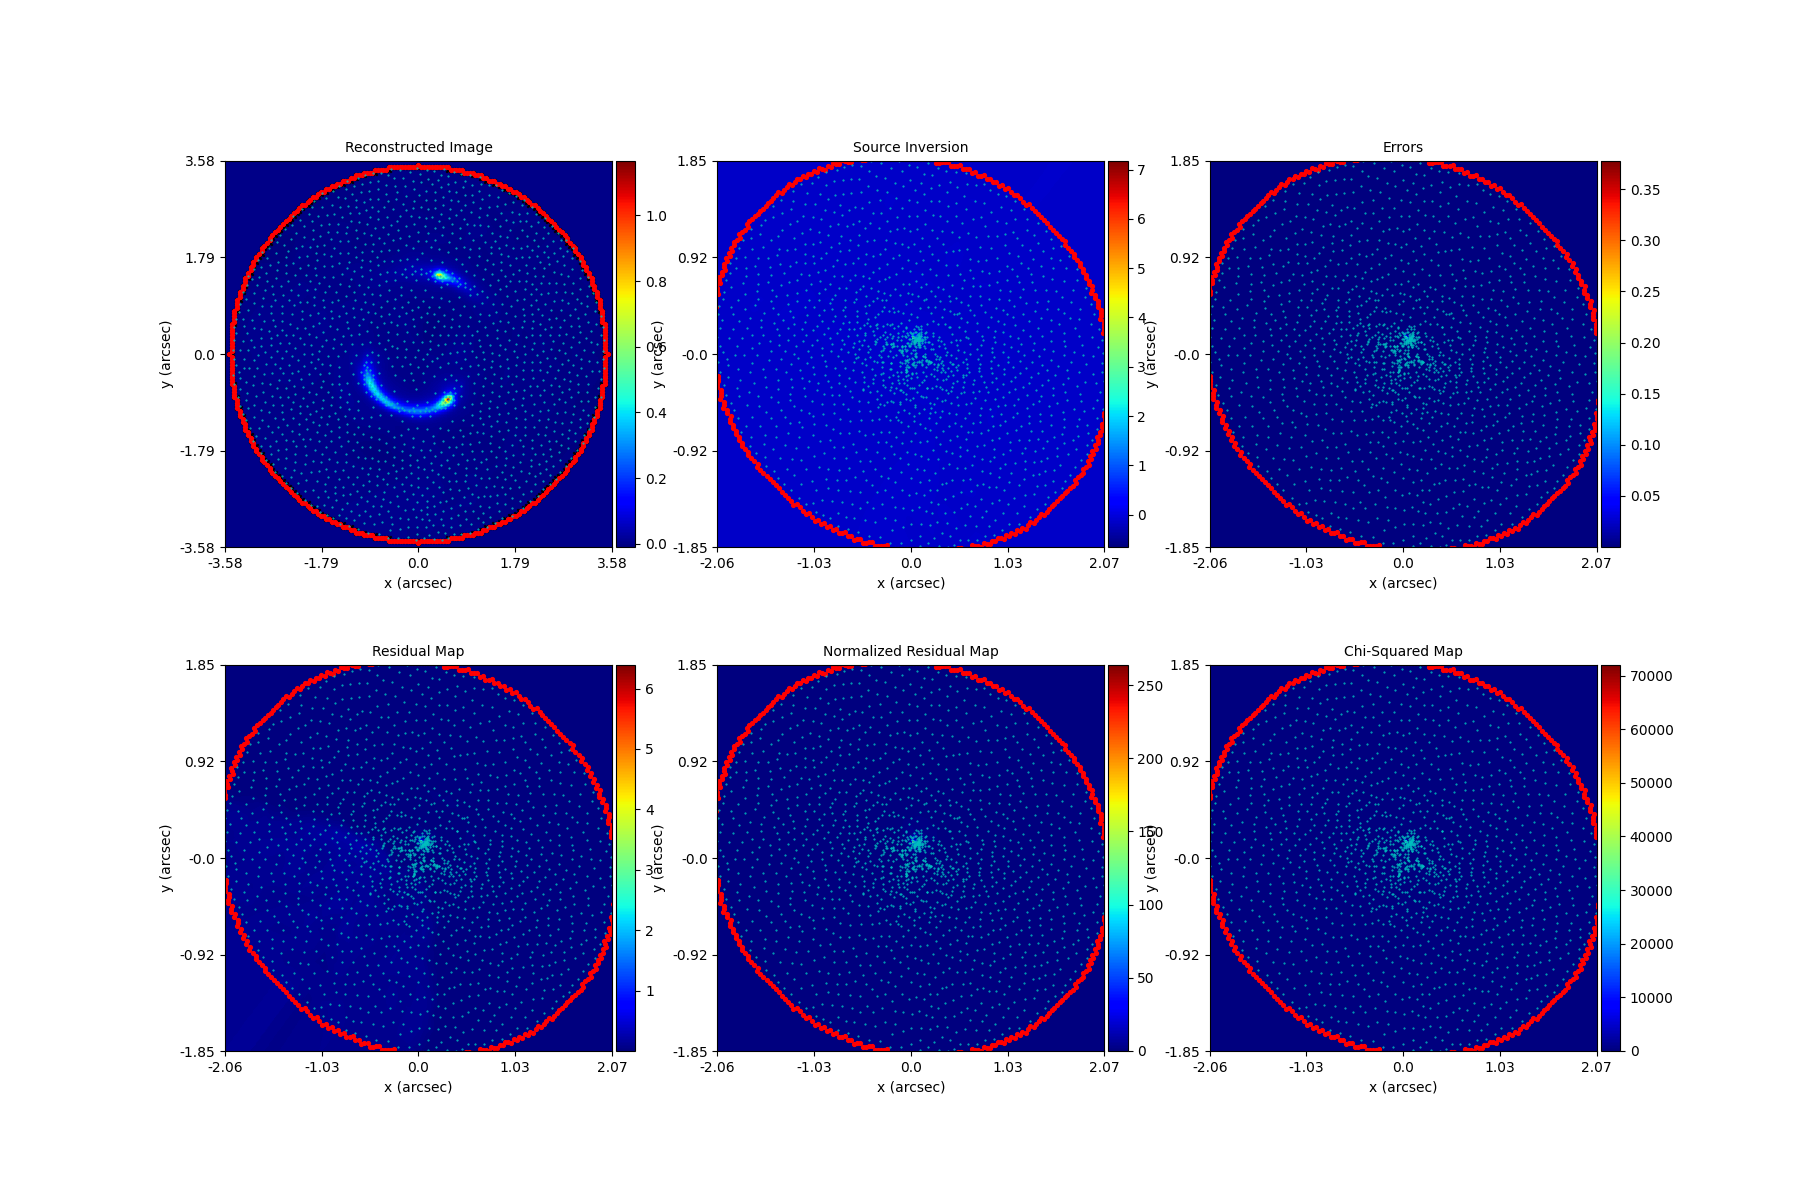 Reconstructed Image
Source Inversion
Errors
3.58
1.79
0.0
-1.79
-3.58
y (arcsec)
-3.58 -1.79 0.0 1.79 3.58
x (arcsec)
1.0
0.8
0.6
0.4
0.2
0.0
1.85
0.92
-0.0
-0.92
-1.85
y (arcsec)
-2.06 -1.03 0.0 1.03 2.07
x (arcsec)
7
6
5
4
3
2
1
0
1.85
0.92
-0.0
-0.92
-1.85
y (arcsec)
-2.06 -1.03 0.0 1.03 2.07
x (arcsec)
0.35
0.30
0.25
0.20
0.15
0.10
0.05
Residual Map
Normalized Residual Map
Chi-Squared Map
1.85
0.92
-0.0
-0.92
-1.85
y (arcsec)
-2.06 -1.03 0.0 1.03 2.07
x (arcsec)
6
5
4
3
2
1
1.85
0.92
-0.0
-0.92
-1.85
y (arcsec)
-2.06 -1.03 0.0 1.03 2.07
x (arcsec)
250
200
150
100
50
0
1.85
0.92
-0.0
-0.92
-1.85
y (arcsec)
-2.06 -1.03 0.0 1.03 2.07
x (arcsec)
70000
60000
50000
40000
30000
20000
10000
0